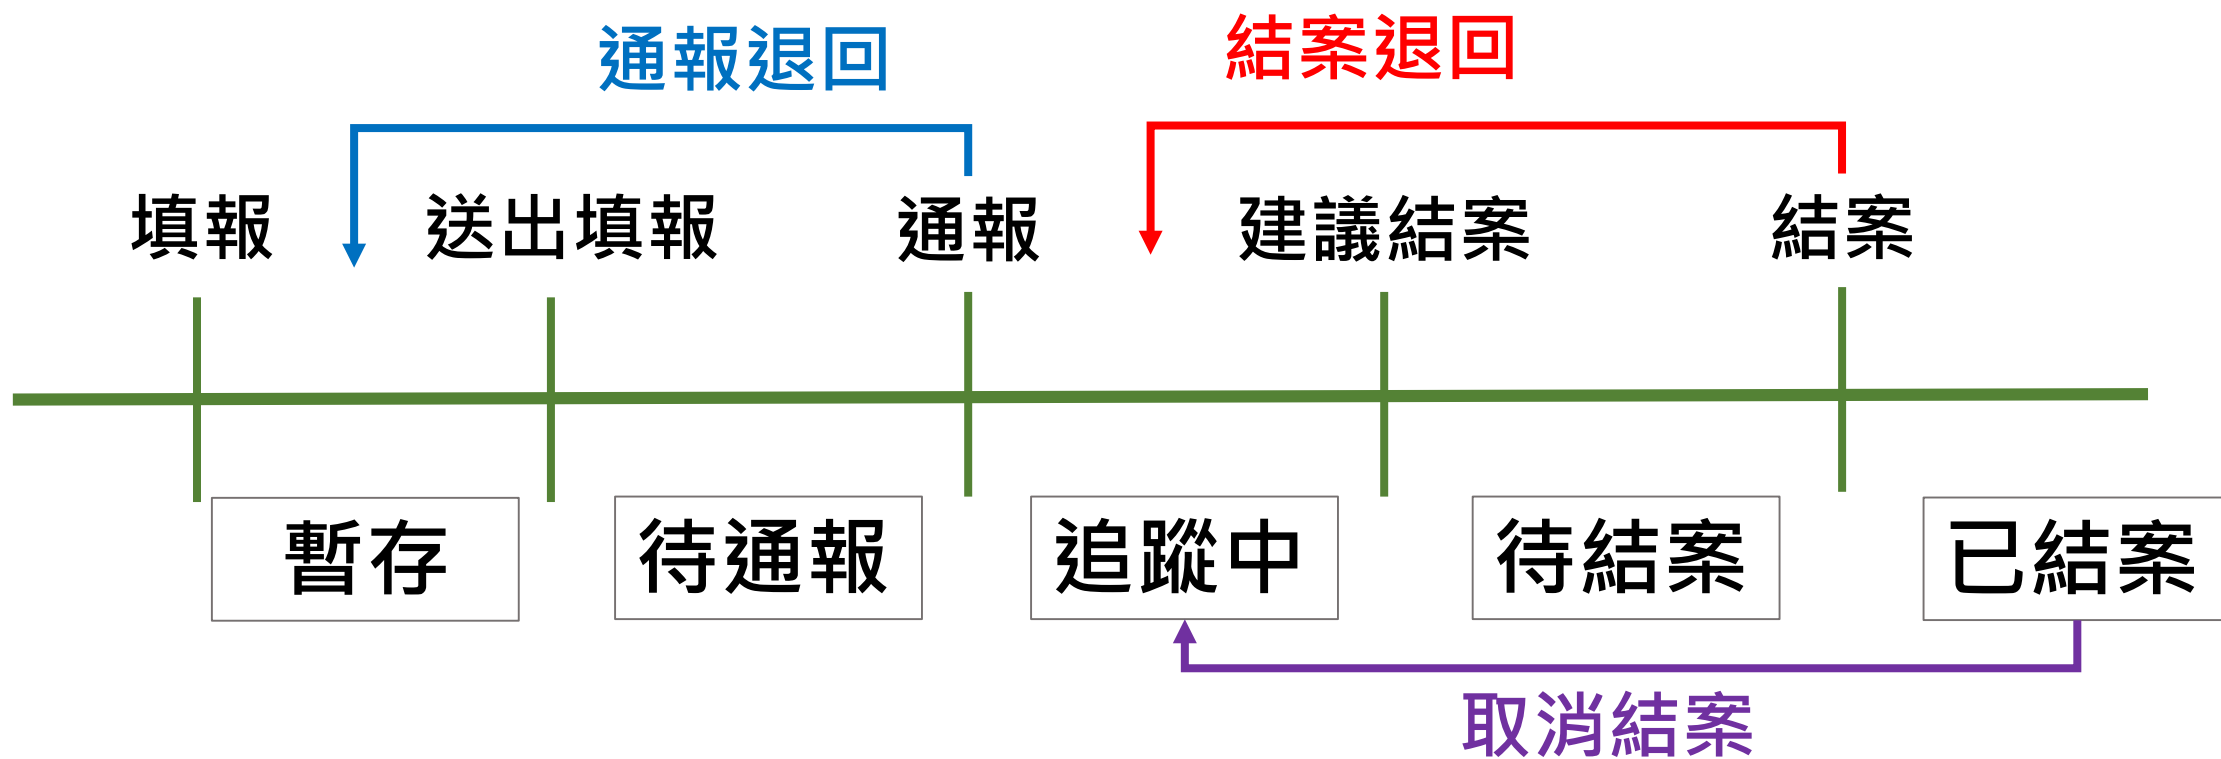 通報退回
結案退回
填報
送出填報
通報
建議結案
結案
暫存
待通報
追蹤中
待結案
已結案
取消結案